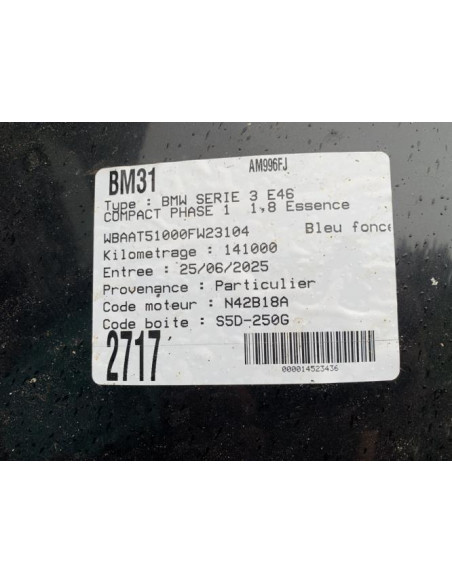 AM996FJ
BM31
Type : BMW SERIE 3 E46
COMPACT PHASE 1 1,8 Essence
WBAAT51000FW23104 Bleu fonce
Kilometrage : 141000
Entree : 25/06/2025
Provenance : Particulier
Code moteur : N42B18A
Code boite : S5D-250G
2717
000014523436